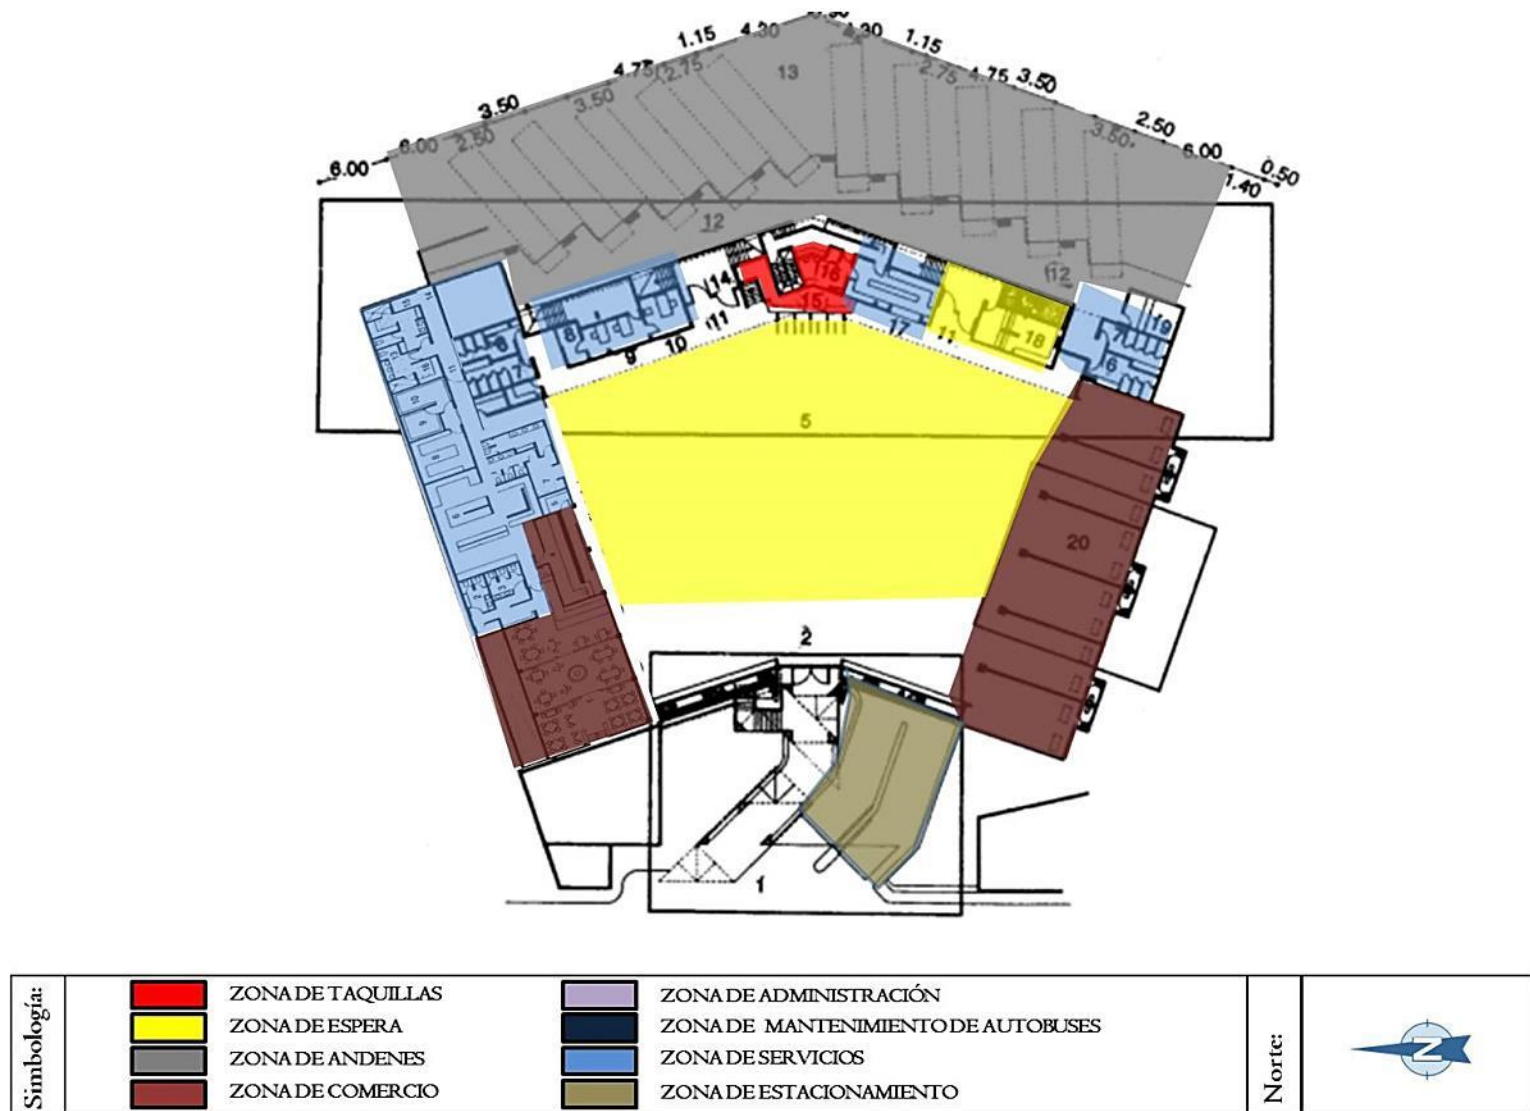 1.15 4.30 4.30 1.15
4.75 2.75 13 2.75 4.75 3.50
3.50 3.50 2.50
6.00 6.00 2.50 3.50 6.00 0.50
1.40
12 12
14 16
15
11 17 11 18 19
8 9 10 7 6
6 7
5
20
2
1
Simbología:
ZONA DE TAQUILLAS
ZONA DE ESPERA
ZONA DE ANDENES
ZONA DE COMERCIO
ZONA DE ADMINISTRACIÓN
ZONA DE MANTENIMIENTO DE AUTOBUSES
ZONA DE SERVICIOS
ZONA DE ESTACIONAMIENTO
Norte:
N